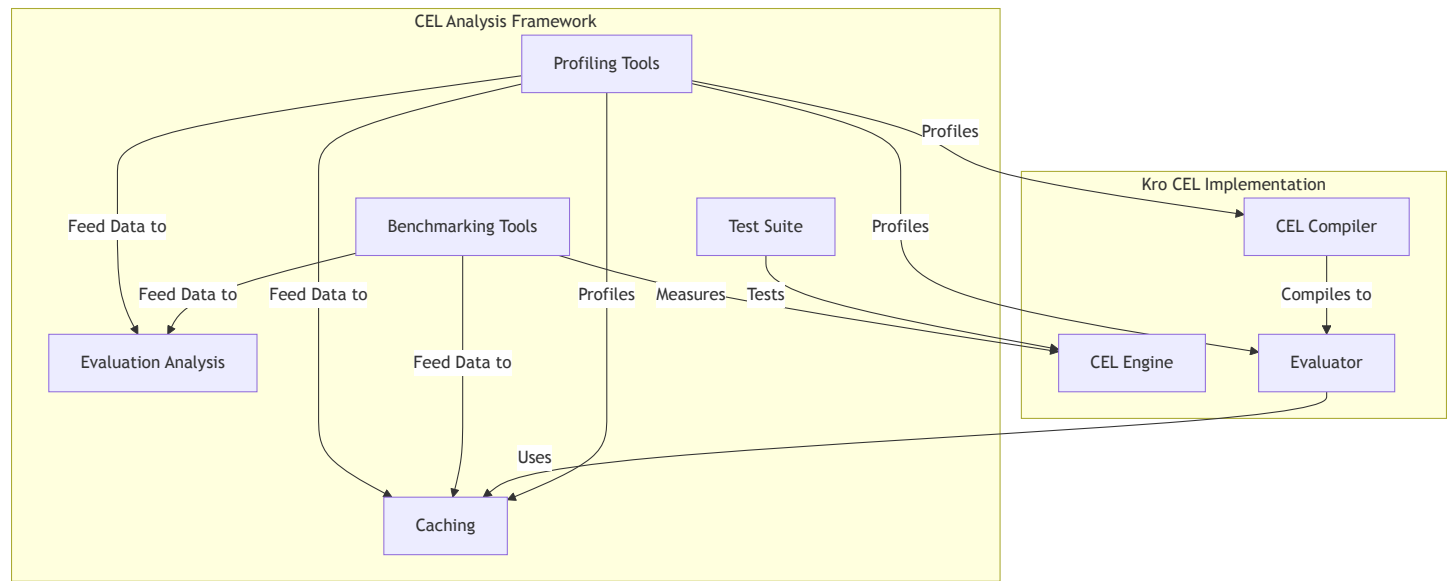 CEL Analysis Framework
Profiling Tools
Profiles
Kro CEL Implementation
Feed Data to
Benchmarking Tools
Test Suite
Profiles
CEL Compiler
Feed Data to
Feed Data to
Profiles
Measures
Tests
Compiles to
Evaluation Analysis
Feed Data to
CEL Engine
Evaluator
Uses
Caching